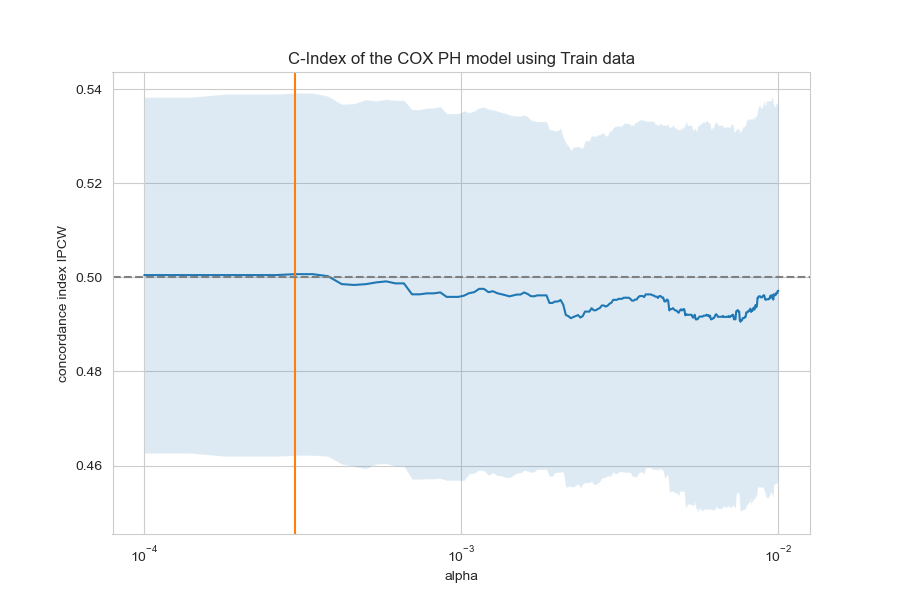 C-Index of the COX PH model using Train data
concordance index IPCW
0.54
0.52
0.50
0.48
0.46
10⁻⁴
10⁻³
10⁻²
alpha